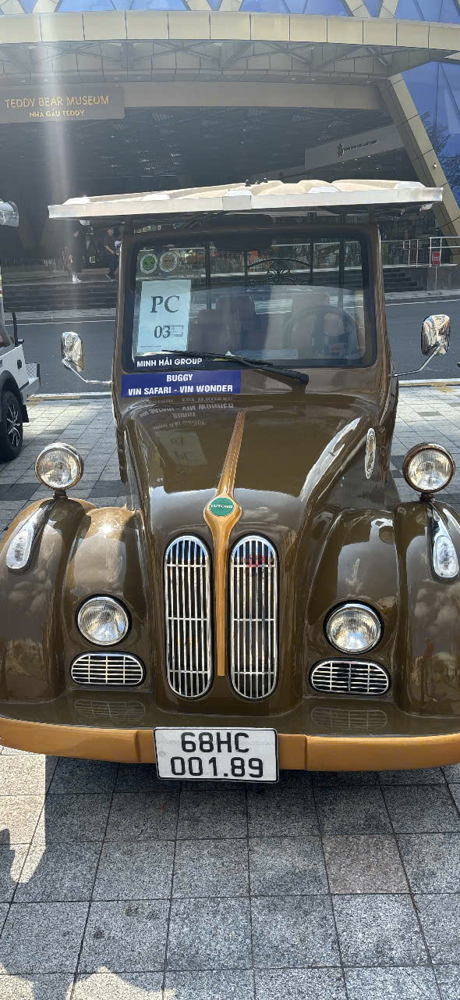 TEDDY BEAR MUSEUM
NHÀ GẤU TEDDY
PC
03
MINH HẢI GROUP
BUGGY
VIN SAFARI - VIN WONDER
LUTONG
68HC
001.89